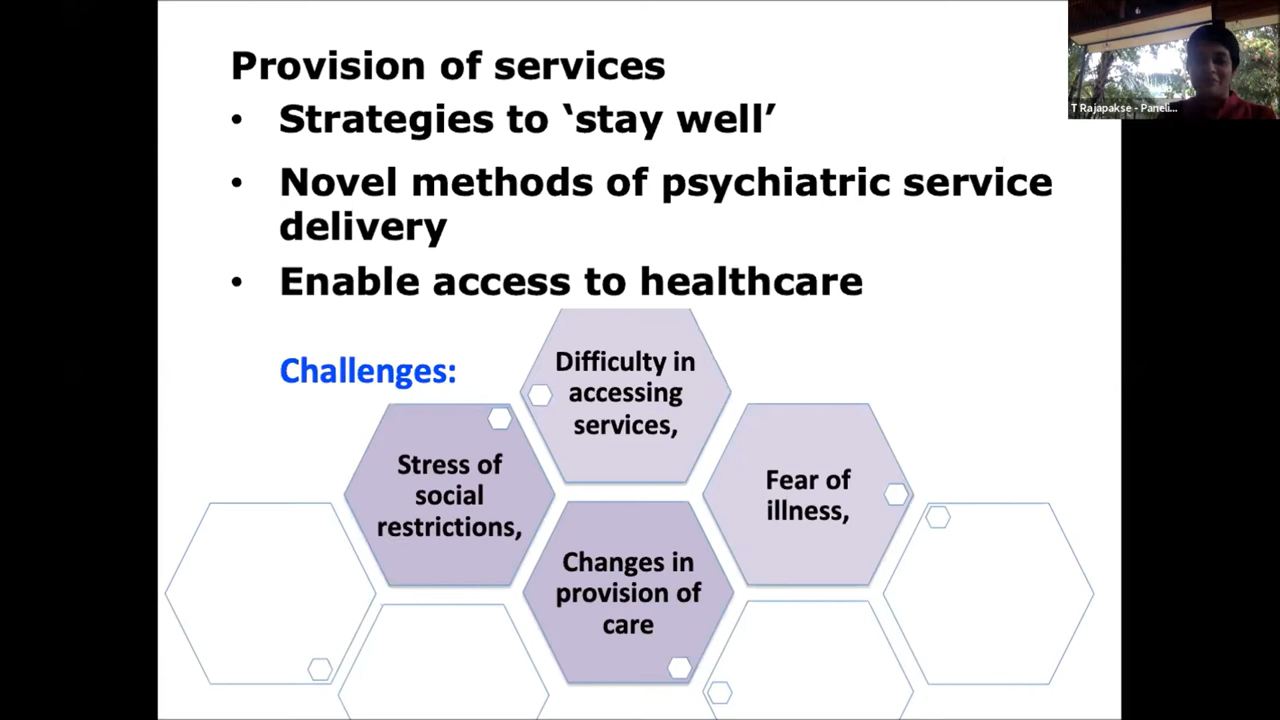 Provision of services
• Strategies to ‘stay well’
• Novel methods of psychiatric service
delivery
• Enable access to healthcare
Challenges:
Difficulty in
accessing
services,
Stress of
social
restrictions,
Fear of
illness,
Changes in
provision of
care
T Rajapakse - Paneli...